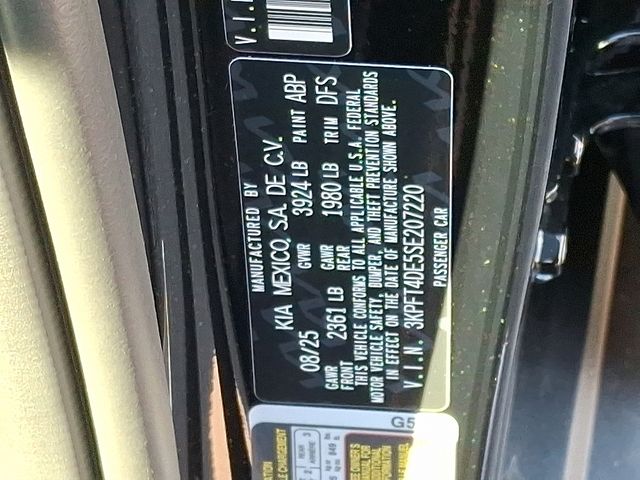 V.I.N
MANUFACTURED BY
KIA MEXICO, S.A. DE C.V.
08/25 GVWR 3924 LB PAINT ABP
GAWR FRONT 2361 LB GAWR REAR 1980 LB TRIM DFS
THIS VEHICLE CONFORMS TO ALL APPLICABLE U.S.A. FEDERAL
MOTOR VEHICLE SAFETY, BUMPER, AND THEFT PREVENTION STANDARDS
IN EFFECT ON THE DATE OF MANUFACTURE SHOWN ABOVE.
V.I.N. 3KPFT4DE5SE207220
PASSENGER CAR
G5